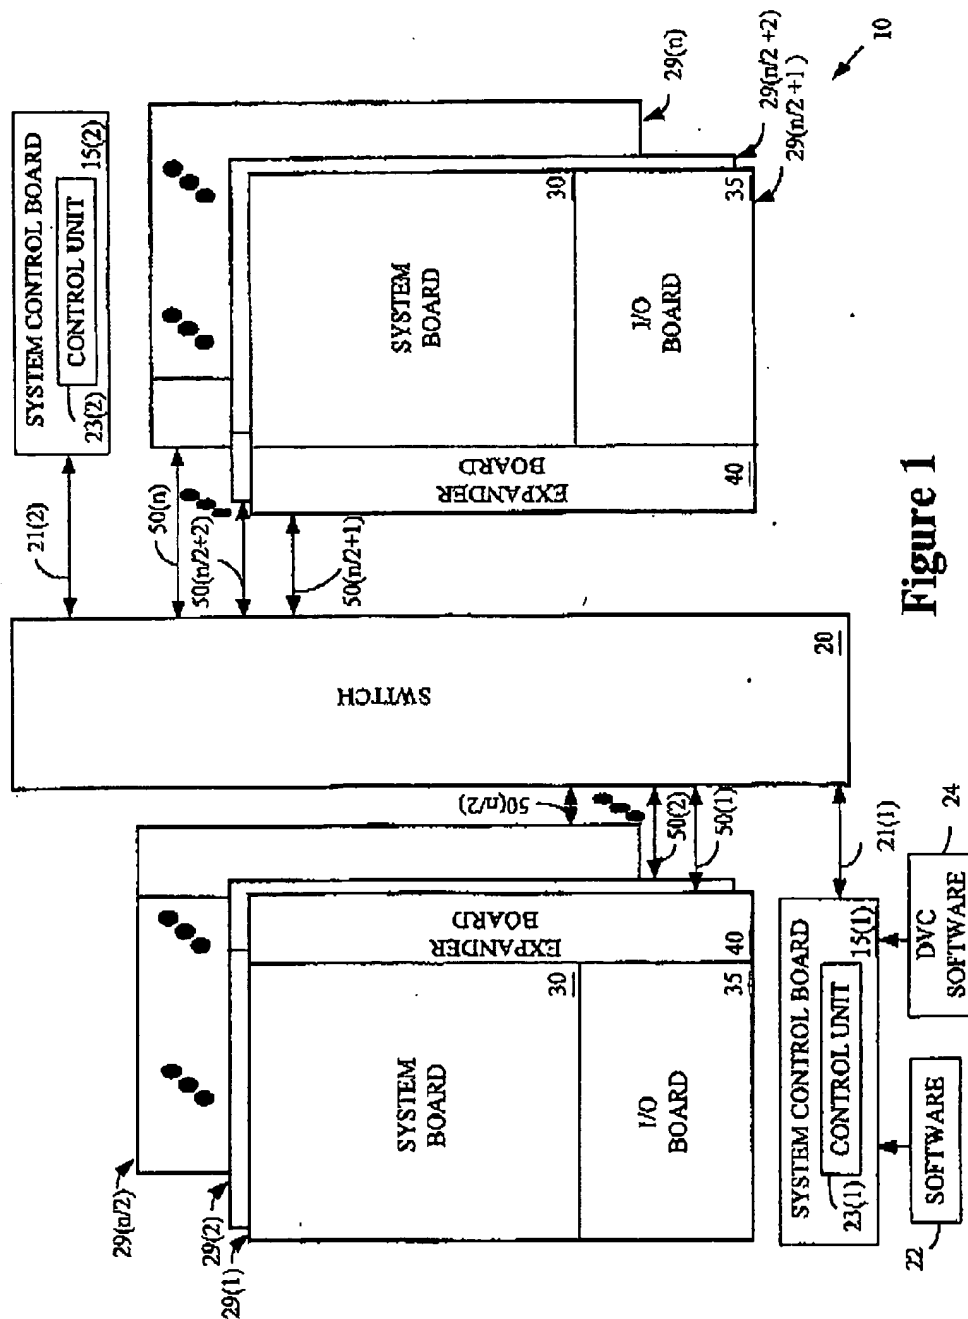 29(n/2)
29(2)
29(1)
SYSTEM
BOARD
30
EXPANDER
BOARD
40
I/O
BOARD
35
50(n/2)
50(2)
50(1)
SYSTEM CONTROL BOARD
CONTROL UNIT
23(1)
15(1)
21(1)
22
SOFTWARE
DVC
SOFTWARE
24
SWITCH
20
21(2)
SYSTEM CONTROL BOARD
CONTROL UNIT
23(2)
15(2)
50(n)
50(n/2+2)
50(n/2+1)
EXPANDER
BOARD
40
SYSTEM
BOARD
30
I/O
BOARD
35
29(n)
29(n/2+2)
29(n/2+1)
10
Figure 1